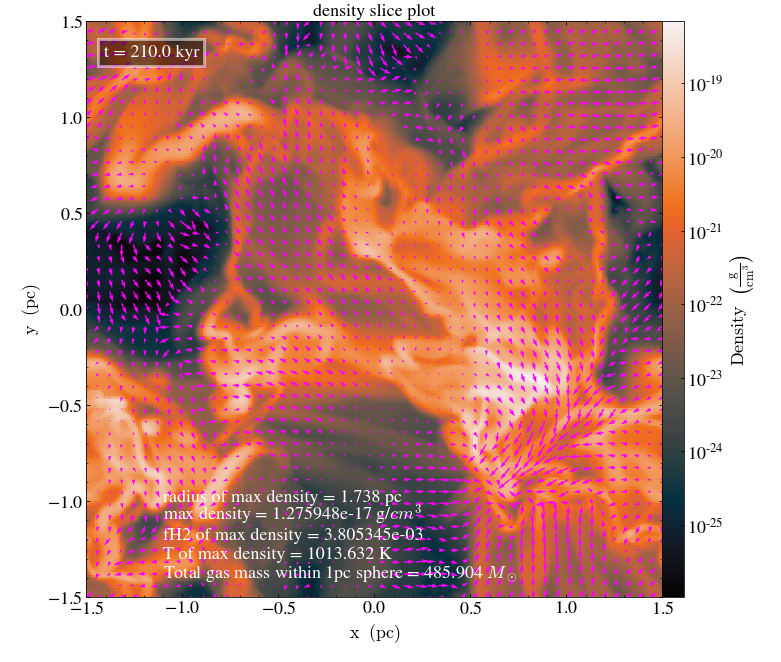 density slice plot
t = 210.0 kyr
1.5
1.0
0.5
0.0
−0.5
−1.0
−1.5
y (pc)
radius of max density = 1.738 pc
max density = 1.275948e-17 g/cm³
fH2 of max density = 3.805345e-03
T of max density = 1013.632 K
Total gas mass within 1pc sphere = 485.904 M⊙
−1.5 −1.0 −0.5 0.0 0.5 1.0 1.5
x (pc)
10⁻¹⁹
10⁻²⁰
10⁻²¹
10⁻²²
10⁻²³
10⁻²⁴
10⁻²⁵
Density (g/cm³)